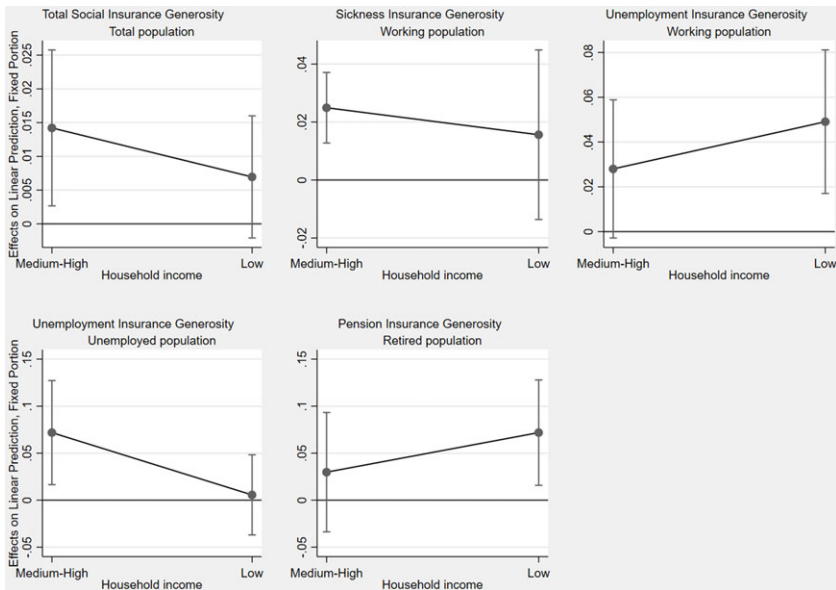 Total Social Insurance Generosity
Total population
Effects on Linear Prediction, Fixed Portion
.025
.02
.015
.01
.005
0
Medium-High
Low
Household income
Sickness Insurance Generosity
Working population
.04
.02
0
-.02
Medium-High
Low
Household income
Unemployment Insurance Generosity
Working population
.08
.06
.04
.02
0
Medium-High
Low
Household income
Unemployment Insurance Generosity
Unemployed population
Effects on Linear Prediction, Fixed Portion
.15
.1
.05
0
-.05
Medium-High
Low
Household income
Pension Insurance Generosity
Retired population
.15
.1
.05
0
-.05
Medium-High
Low
Household income